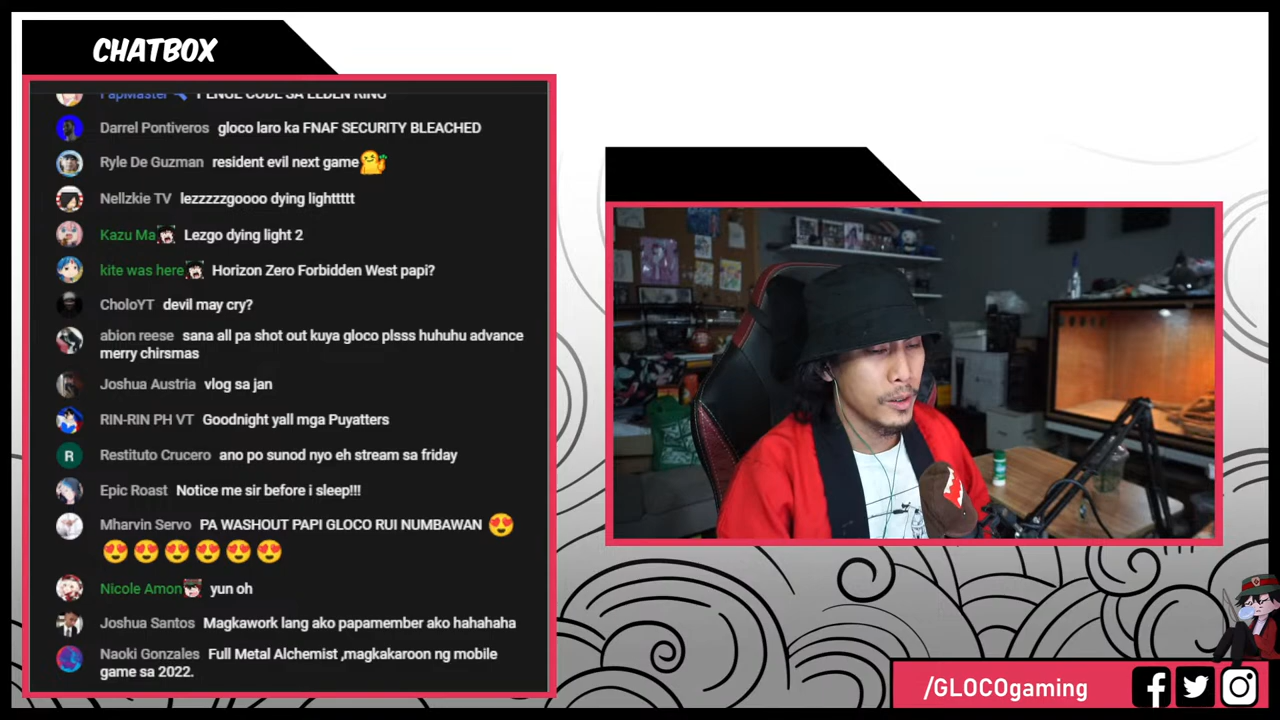 CHATBOX
PapMaster PENGE CODE SA ELDEN RING
Darrel Pontiveros gloco laro ka FNAF SECURITY BLEACHED
Ryle De Guzman resident evil next game
Nellzkie TV lezzzzzgoooo dying lighttttt
Kazu Ma Lezgo dying light 2
kite was here Horizon Zero Forbidden West papi?
CholoYT devil may cry?
abion reese sana all pa shot out kuya gloco plsss huhuhu advance
merry chirsmas
Joshua Austria vlog sa jan
RIN-RIN PH VT Goodnight yall mga Puyatters
R Restituto Crucero ano po sunod nyo eh stream sa friday
Epic Roast Notice me sir before i sleep!!!
Mharvin Servo PA WASHOUT PAPI GLOCO RUI NUMBAWAN 😍
😍😍😍😍😍😍
Nicole Amon yun oh
Joshua Santos Magkawork lang ako papamember ako hahahaha
Naoki Gonzales Full Metal Alchemist ,magkakaroon ng mobile
game sa 2022.
/GLOCOgaming